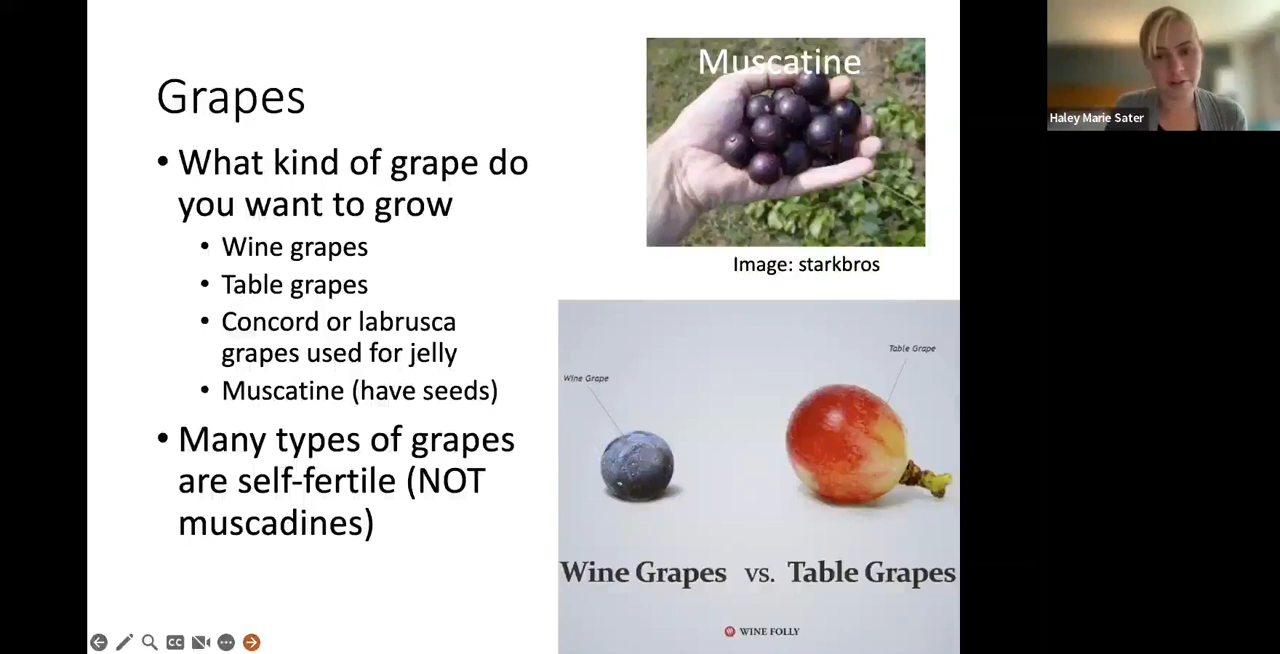 Grapes
• What kind of grape do
you want to grow
• Wine grapes
• Table grapes
• Concord or labrusca
grapes used for jelly
• Muscatine (have seeds)
• Many types of grapes
are self-fertile (NOT
muscadines)
Muscatine
Image: starkbros
Wine Grape
Table Grape
Wine Grapes vs. Table Grapes
WINE FOLLY
CC
Haley Marie Sater